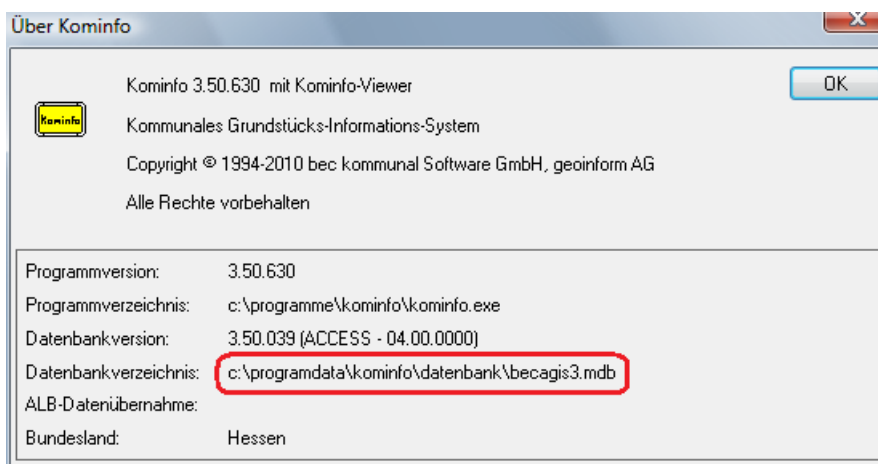 Über Kominfo
Kominfo 3.50.630 mit Kominfo-Viewer
OK
Kominfo
Kommunales Grundstücks-Informations-System
Copyright © 1994-2010 bec kommunal Software GmbH, geoinform AG
Alle Rechte vorbehalten
Programmversion: 3.50.630
Programmverzeichnis: c:\programme\kominfo\kominfo.exe
Datenbankversion: 3.50.039 (ACCESS - 04.00.0000)
Datenbankverzeichnis: c:\programdata\kominfo\datenbank\becagis3.mdb
ALB-Datenübernahme:
Bundesland: Hessen